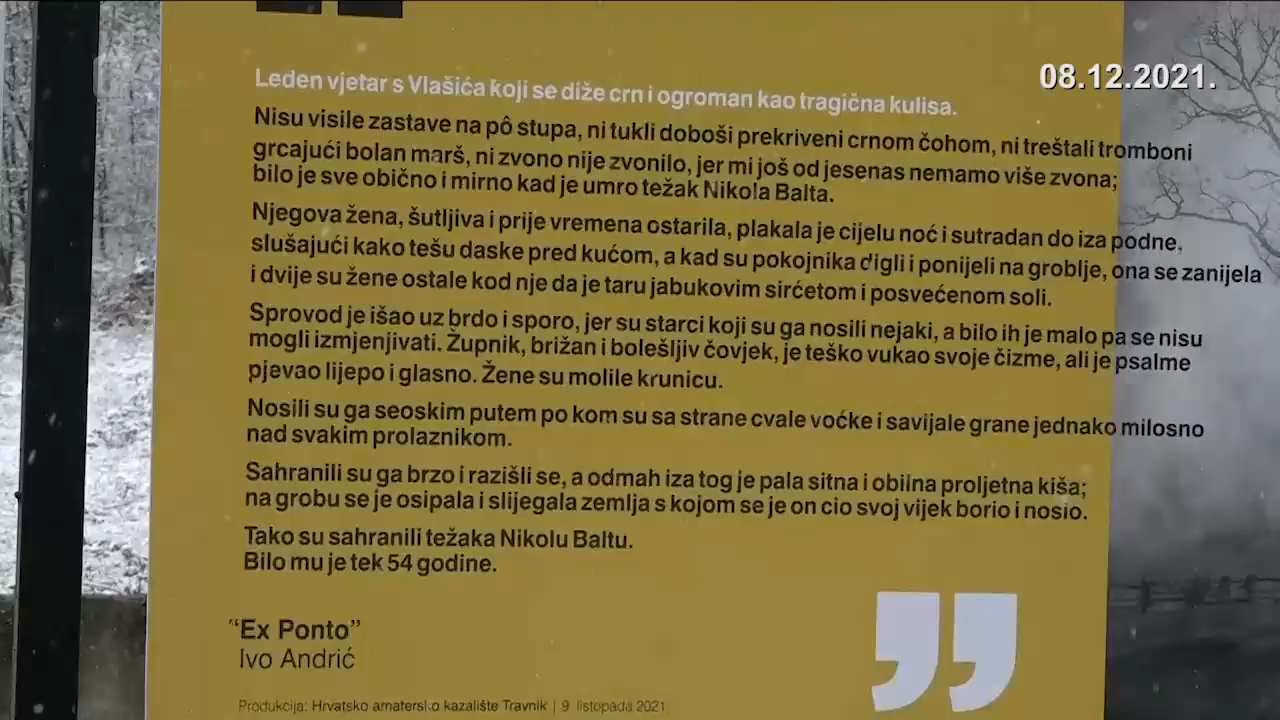 08.12.2021.
Leden vjetar s Vlašića koji se diže crn i ogroman kao tragična kulisa.
Nisu visile zastave na pô stupa, ni tukli doboši prekriveni crnom čohom, ni treštali tromboni
grcajući bolan marš, ni zvono nije zvonilo, jer mi još od jesenas nemamo više zvona;
bilo je sve obično i mirno kad je umro težak Nikola Balta.
Njegova žena, šutljiva i prije vremena ostarila, plakala je cijelu noć i sutradan do iza podne,
slušajući kako tešu daske pred kućom, a kad su pokojnika digli i ponijeli na groblje, ona se zanijela
i dvije su žene ostale kod nje da je taru jabukovim sirćetom i posvećenom soli.
Sprovod je išao uz brdo i sporo, jer su starci koji su ga nosili nejaki, a bilo ih je malo pa se nisu
mogli izmjenjivati. Župnik, brižan i bolešljiv čovjek, je teško vukao svoje čizme, ali je psalme
pjevao lijepo i glasno. Žene su molile krunicu.
Nosili su ga seoskim putem po kom su sa strane cvale voćke i savijale grane jednako milosno
nad svakim prolaznikom.
Sahranili su ga brzo i razišli se, a odmah iza tog je pala sitna i obilna proljetna kiša;
na grobu se je osipala i slijegala zemlja s kojom se je on cio svoj vijek borio i nosio.
Tako su sahranili težaka Nikolu Baltu.
Bilo mu je tek 54 godine.
"Ex Ponto"
Ivo Andrić
Produkcija: Hrvatsko amatersko kazalište Travnik | 9. listopada 2021.